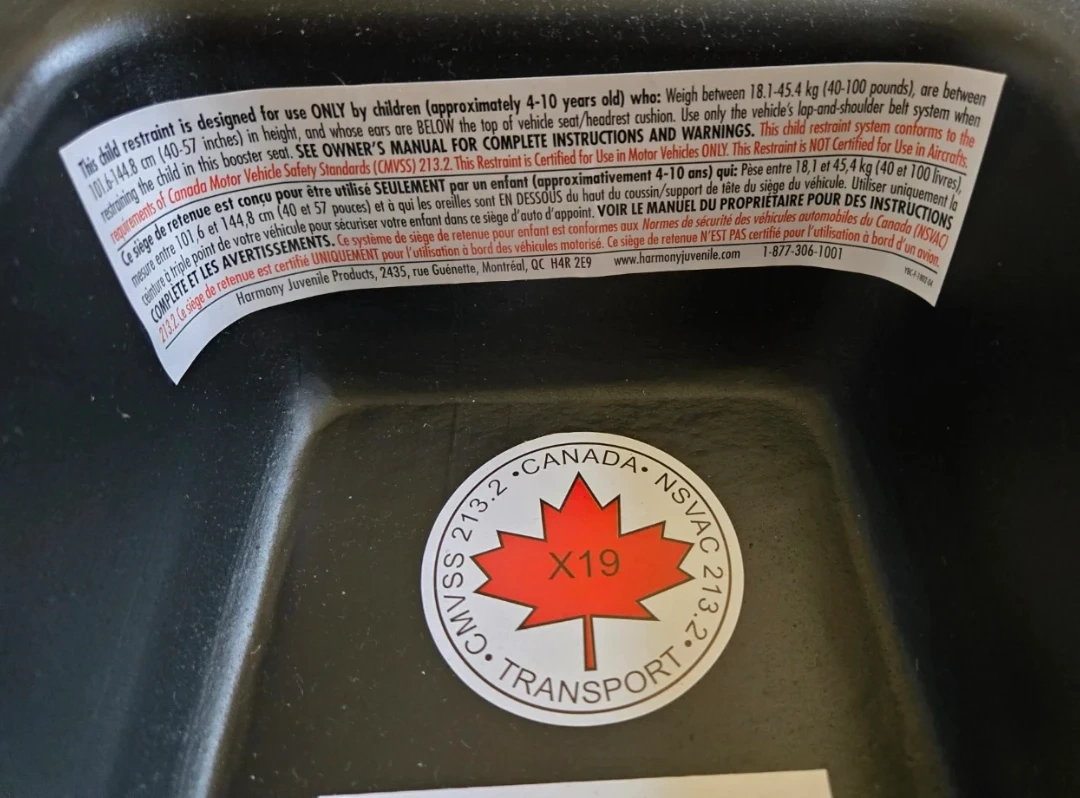 This child restraint is designed for use ONLY by children (approximately 4-10 years old) who: Weigh between 18.1-45.4 kg (40-100 pounds), are between
101.6-144.8 cm (40-57 inches) in height, and whose ears are BELOW the top of vehicle seat/headrest cushion. Use only the vehicle's lap-and-shoulder belt system when
restraining the child in this booster seat. SEE OWNER'S MANUAL FOR COMPLETE INSTRUCTIONS AND WARNINGS. This child restraint system conforms to the
requirements of Canada Motor Vehicle Safety Standards (CMVSS) 213.2. This Restraint is Certified for Use in Motor Vehicles ONLY. This Restraint is NOT Certified for Use in Aircrafts.
Ce siège de retenue est conçu pour être utilisé SEULEMENT par un enfant (approximativement 4-10 ans) qui: Pèse entre 18,1 et 45,4 kg (40 et 100 livres),
mesure entre 101,6 et 144,8 cm (40 et 57 pouces) et à qui les oreilles sont EN DESSOUS du haut du coussin/support de tête du siège du véhicule. Utiliser uniquement la
ceinture à triple point de votre véhicule pour sécuriser votre enfant dans ce siège d'auto d'appoint. VOIR LE MANUEL DU PROPRIÉTAIRE POUR DES INSTRUCTIONS
COMPLETE ET LES AVERTISSEMENTS. Ce système de siège de retenue pour enfant est conforme aux Normes de sécurité des véhicules automobiles du Canada (NSVAC)
213.2. Ce siège de retenue est certifié UNIQUEMENT pour l'utilisation à bord des véhicules motorisé. Ce siège de retenue N'EST PAS certifié pour l'utilisation à bord d'un avion.
Harmony Juvenile Products, 2435, rue Guénette, Montréal, QC H4R 2E9 www.harmonyjuvenile.com 1-877-306-1001
•CMVSS 213.2 •CANADA• NSVAC 213.2•
X19
TRANSPORT